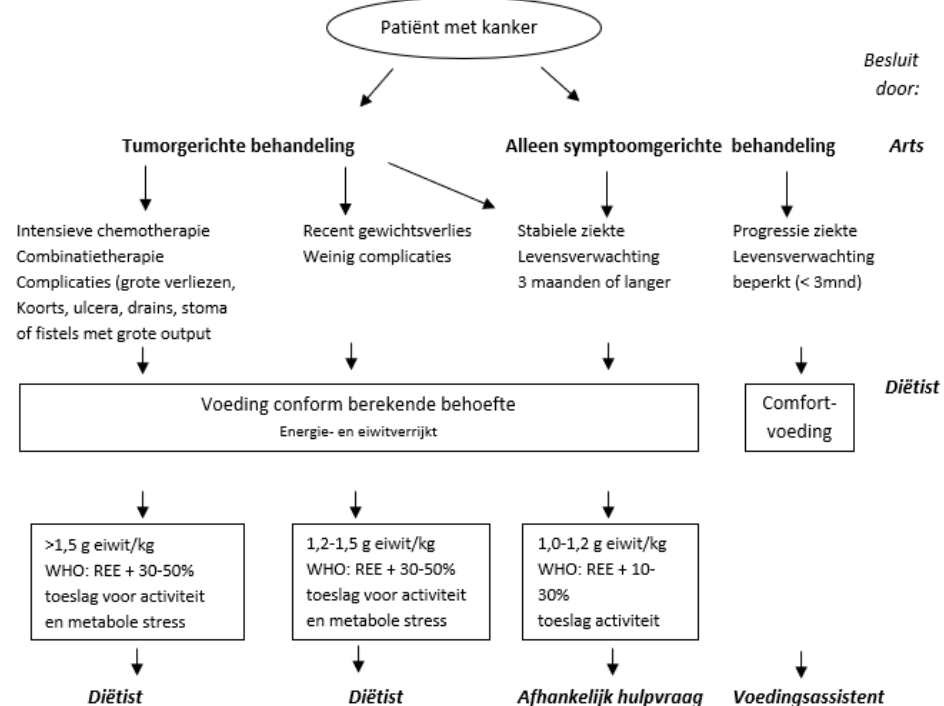 Patiënt met kanker
Besluit
door:
Tumorgerichte behandeling
Alleen symptoomgerichte behandeling
Arts
Intensieve chemotherapie
Combinatietherapie
Complicaties (grote verliezen,
Koorts, ulcera, drains, stoma
of fistels met grote output
Recent gewichtsverlies
Weinig complicaties
Stabiele ziekte
Levensverwachting
3 maanden of langer
Progressie ziekte
Levensverwachting
beperkt (< 3mnd)
Diëtist
Voeding conform berekende behoefte
Energie- en eiwitverrijkt
Comfort-
voeding
>1,5 g eiwit/kg
WHO: REE + 30-50%
toeslag voor activiteit
en metabole stress
1,2-1,5 g eiwit/kg
WHO: REE + 30-50%
toeslag voor activiteit
en metabole stress
1,0-1,2 g eiwit/kg
WHO: REE + 10-
30%
toeslag activiteit
Diëtist
Diëtist
Afhankelijk hulpvraag
Voedingsassistent